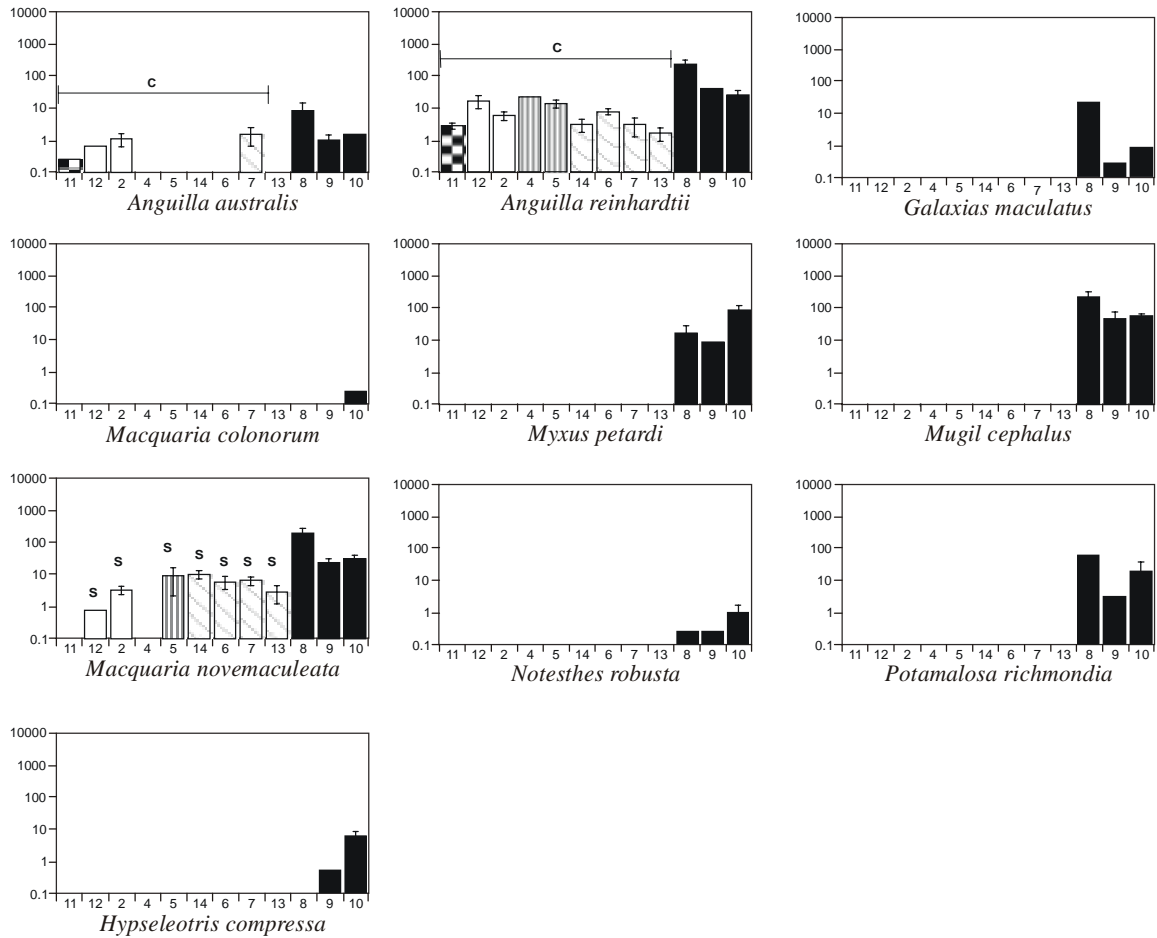 10000
1000
100
10
1
0.1
C
11 12 2 4 5 14 6 7 13 8 9 10
Anguilla australis
10000
1000
100
10
1
0.1
C
11 12 2 4 5 14 6 7 13 8 9 10
Anguilla reinhardtii
10000
1000
100
10
1
0.1
11 12 2 4 5 14 6 7 13 8 9 10
Galaxias maculatus
10000
1000
100
10
1
0.1
11 12 2 4 5 14 6 7 13 8 9 10
Macquaria colonorum
10000
1000
100
10
1
0.1
11 12 2 4 5 14 6 7 13 8 9 10
Myxus petardi
10000
1000
100
10
1
0.1
11 12 2 4 5 14 6 7 13 8 9 10
Mugil cephalus
10000
1000
100
10
1
0.1
S S S S S S S
11 12 2 4 5 14 6 7 13 8 9 10
Macquaria novemaculeata
10000
1000
100
10
1
0.1
11 12 2 4 5 14 6 7 13 8 9 10
Notesthes robusta
10000
1000
100
10
1
0.1
11 12 2 4 5 14 6 7 13 8 9 10
Potamalosa richmondia
10000
1000
100
10
1
0.1
11 12 2 4 5 14 6 7 13 8 9 10
Hypseleotris compressa